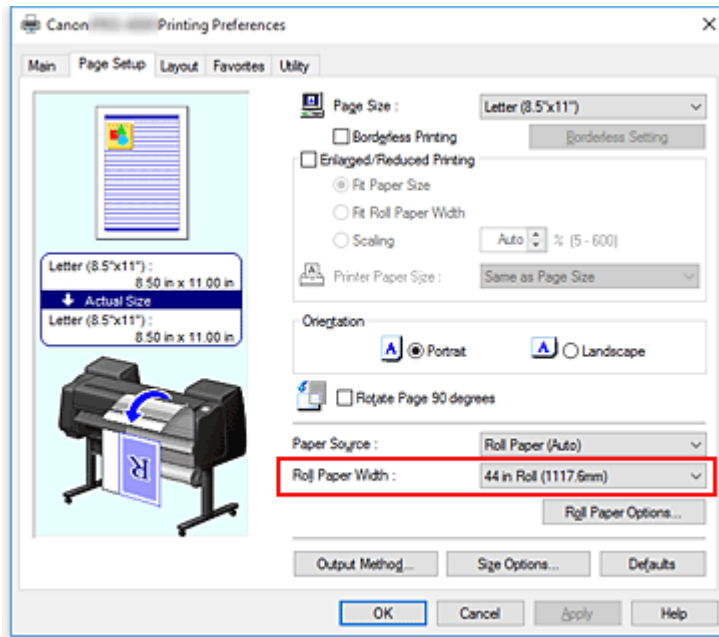 Canon Printing Preferences
Main Page Setup Layout Favorites Utility
Page Size : Letter (8.5"x11")
Borderless Printing Borderless Setting
Enlarged/Reduced Printing
Fit Paper Size
Fit Roll Paper Width
Scaling Auto % (5 - 600)
Printer Paper Size : Same as Page Size
Letter (8.5"x11") :
8.50 in x 11.00 in
Actual Size
Letter (8.5"x11") :
8.50 in x 11.00 in
Orientation
A Portrait A Landscape
Rotate Page 90 degrees
R
Paper Source : Roll Paper (Auto)
Roll Paper Width : 44 in Roll (1117.6mm)
Roll Paper Options...
Output Method... Size Options... Defaults
OK Cancel Apply Help